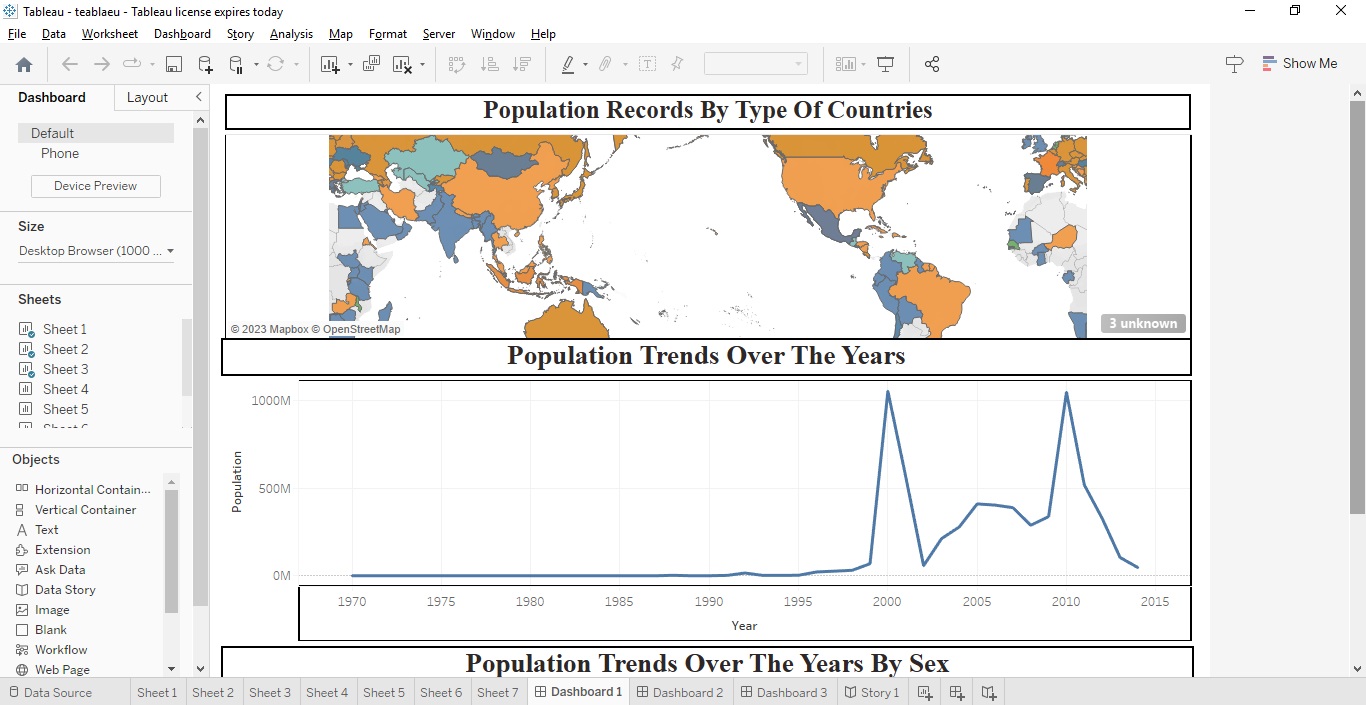 Tableau - teablaeu - Tableau license expires today
File Data Worksheet Dashboard Story Analysis Map Format Server Window Help
Show Me
Dashboard Layout
Default
Phone
Device Preview
Size
Desktop Browser (1000 ...
Sheets
Sheet 1
Sheet 2
Sheet 3
Sheet 4
Sheet 5
Objects
Horizontal Contain...
Vertical Container
Text
Extension
Ask Data
Data Story
Image
Blank
Workflow
Web Page
Population Records By Type Of Countries
© 2023 Mapbox © OpenStreetMap
3 unknown
Population Trends Over The Years
1000M
500M
0M
Population
1970 1975 1980 1985 1990 1995 2000 2005 2010 2015
Year
Population Trends Over The Years By Sex
Data Source Sheet 1 Sheet 2 Sheet 3 Sheet 4 Sheet 5 Sheet 6 Sheet 7 Dashboard 1 Dashboard 2 Dashboard 3 Story 1